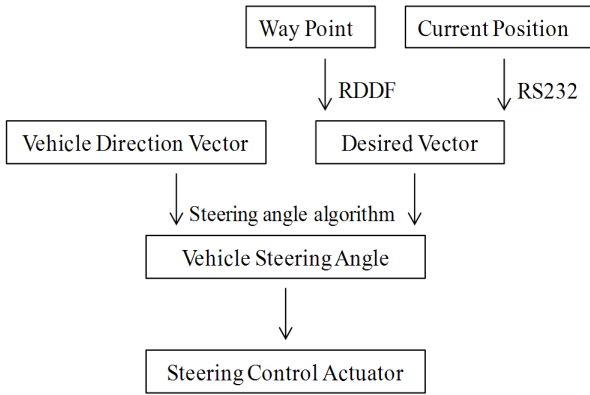 Way Point
Current Position
RDDF
RS232
Vehicle Direction Vector
Desired Vector
Steering angle algorithm
Vehicle Steering Angle
Steering Control Actuator